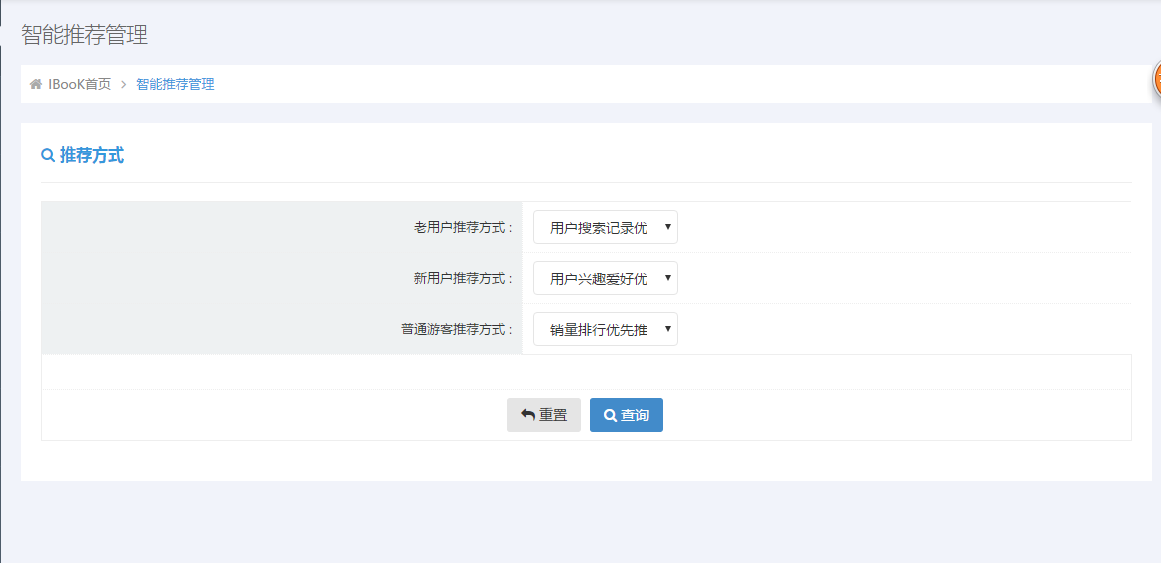 智能推荐管理
IBooK首页 > 智能推荐管理
推荐方式
老用户推荐方式 : 用户搜索记录优
新用户推荐方式 : 用户兴趣爱好优
普通游客推荐方式 : 销量排行优先推
重置 查询